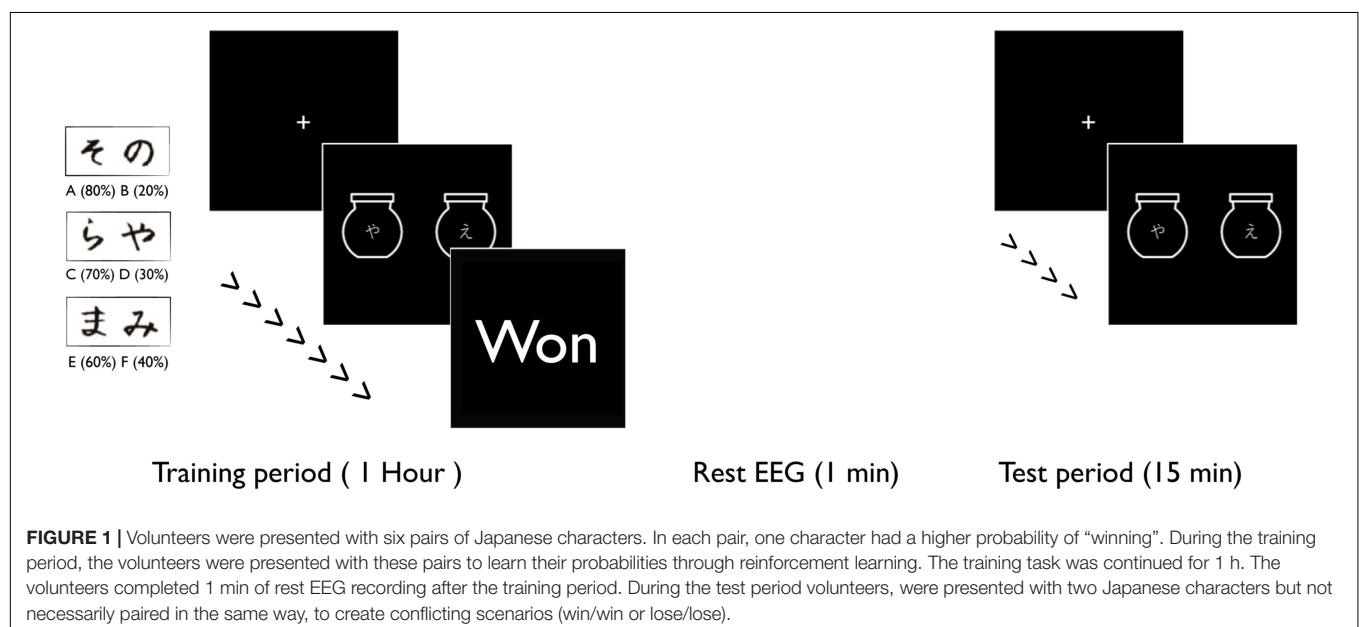 +
そ の
A (80%) B (20%)
ら や
C (70%) D (30%)
ま み
E (60%) F (40%)
や え
Won
+
や え
Training period ( 1 Hour )
Rest EEG (1 min)
Test period (15 min)
FIGURE 1 | Volunteers were presented with six pairs of Japanese characters. In each pair, one character had a higher probability of “winning”. During the training
period, the volunteers were presented with these pairs to learn their probabilities through reinforcement learning. The training task was continued for 1 h. The
volunteers completed 1 min of rest EEG recording after the training period. During the test period volunteers, were presented with two Japanese characters but not
necessarily paired in the same way, to create conflicting scenarios (win/win or lose/lose).